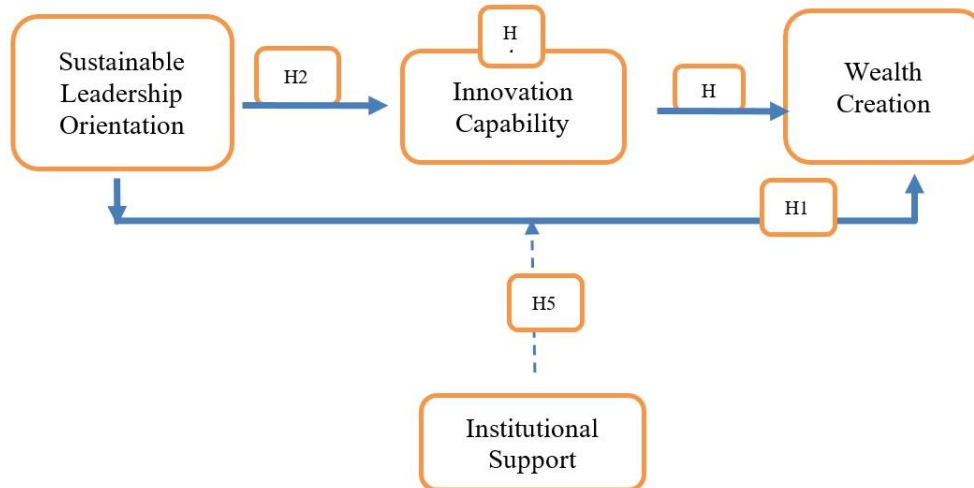 Sustainable
Leadership
Orientation
H2
H
Innovation
Capability
H
Wealth
Creation
H1
H5
Institutional
Support